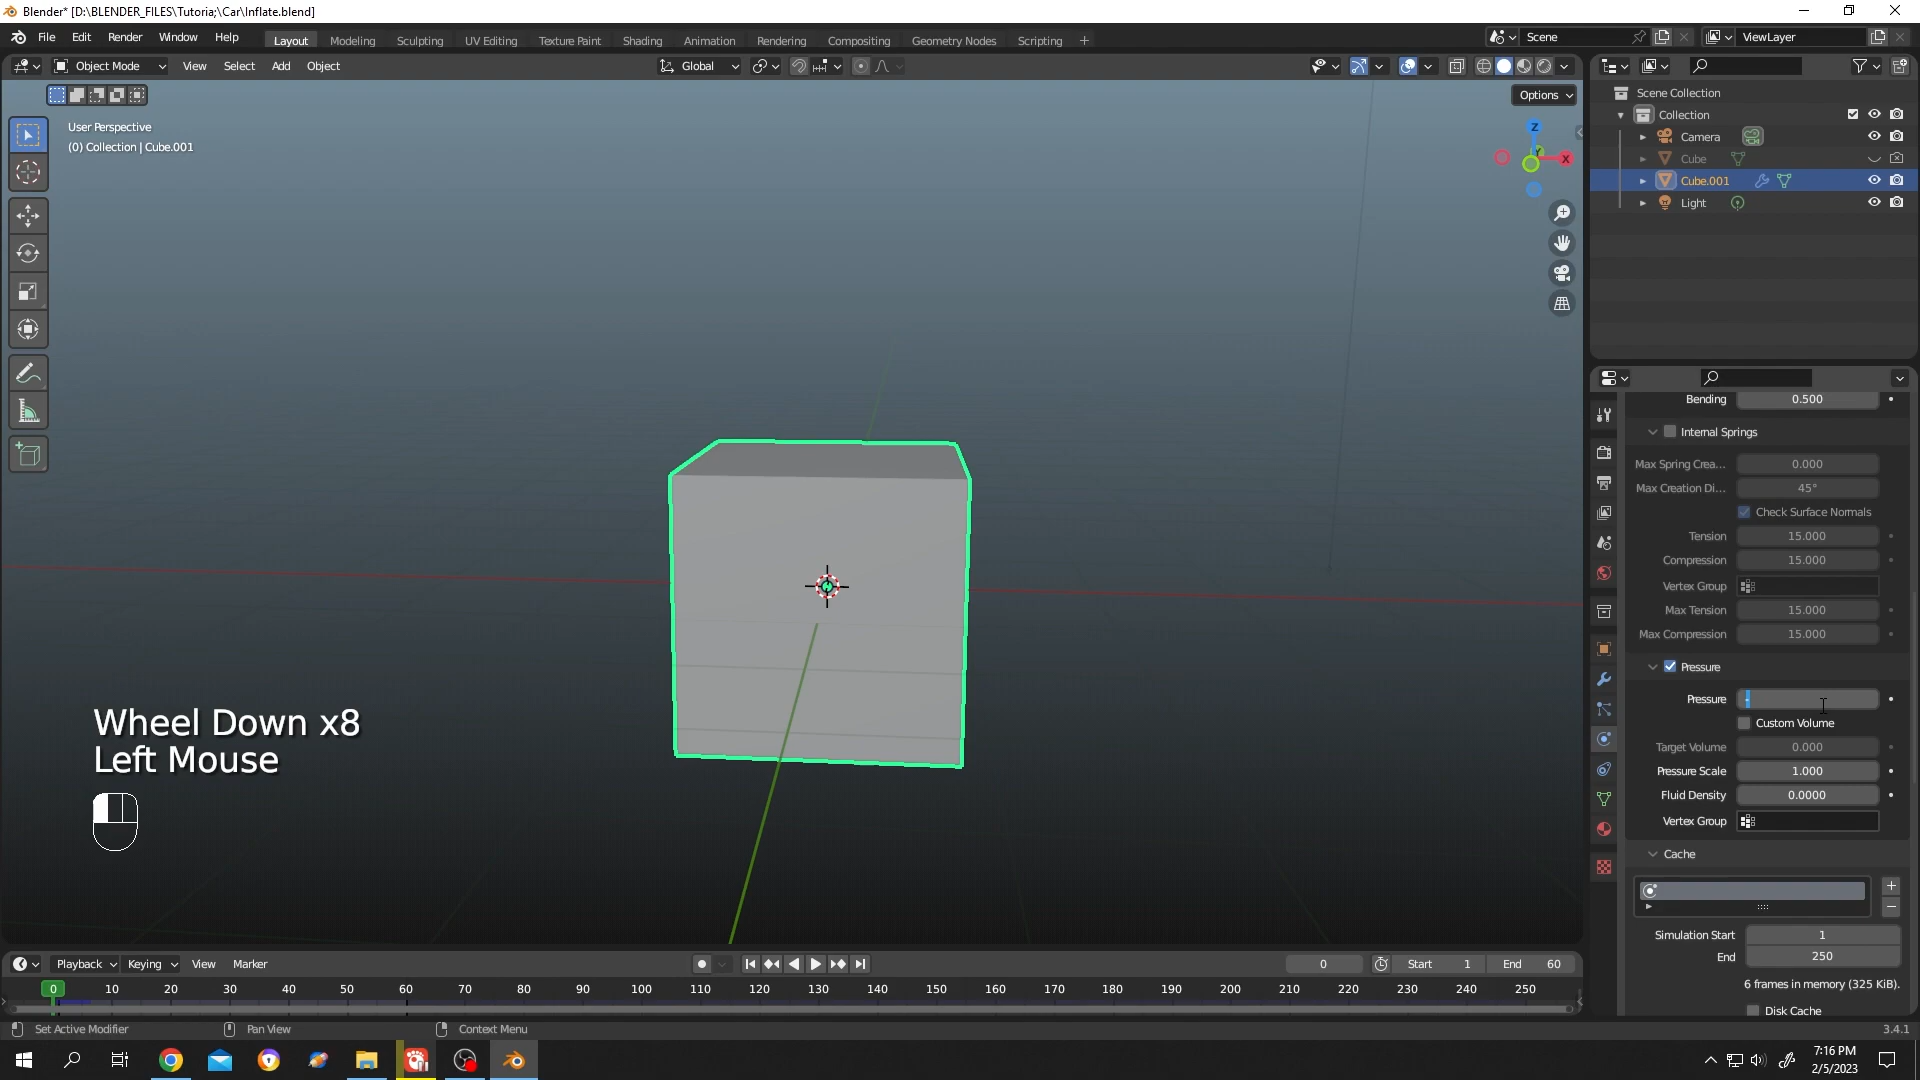 Blender* [D:\BLENDER_FILES\Tutoria;\Car\Inflate.blend]
File Edit Render Window Help Layout Modeling Sculpting UV Editing Texture Paint Shading Animation Rendering Compositing Geometry Nodes Scripting + Scene ViewLayer
Object Mode View Select Add Object Global
Options
User Perspective
(0) Collection | Cube.001
Z
Y
X
Scene Collection
Collection
Camera
Cube
Cube.001
Light
Bending 0.500
Internal Springs
Max Spring Crea... 0.000
Max Creation Di... 45°
Check Surface Normals
Tension 15.000
Compression 15.000
Vertex Group
Max Tension 15.000
Max Compression 15.000
Pressure
Pressure -
Custom Volume
Target Volume 0.000
Pressure Scale 1.000
Fluid Density 0.0000
Vertex Group
Cache
Simulation Start 1
End 250
6 frames in memory (325 KiB).
Disk Cache
Wheel Down x8
Left Mouse
Playback Keying View Marker 0 Start 1 End 60
0 10 20 30 40 50 60 70 80 90 100 110 120 130 140 150 160 170 180 190 200 210 220 230 240 250
Set Active Modifier Pan View Context Menu 3.4.1
7:16 PM
2/5/2023